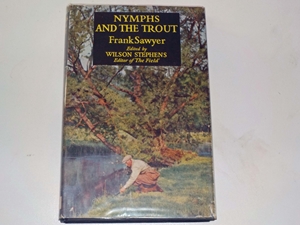 NYMPHS
AND THE TROUT
Frank Sawyer
Edited by
WILSON STEPHENS
Editor of The Field